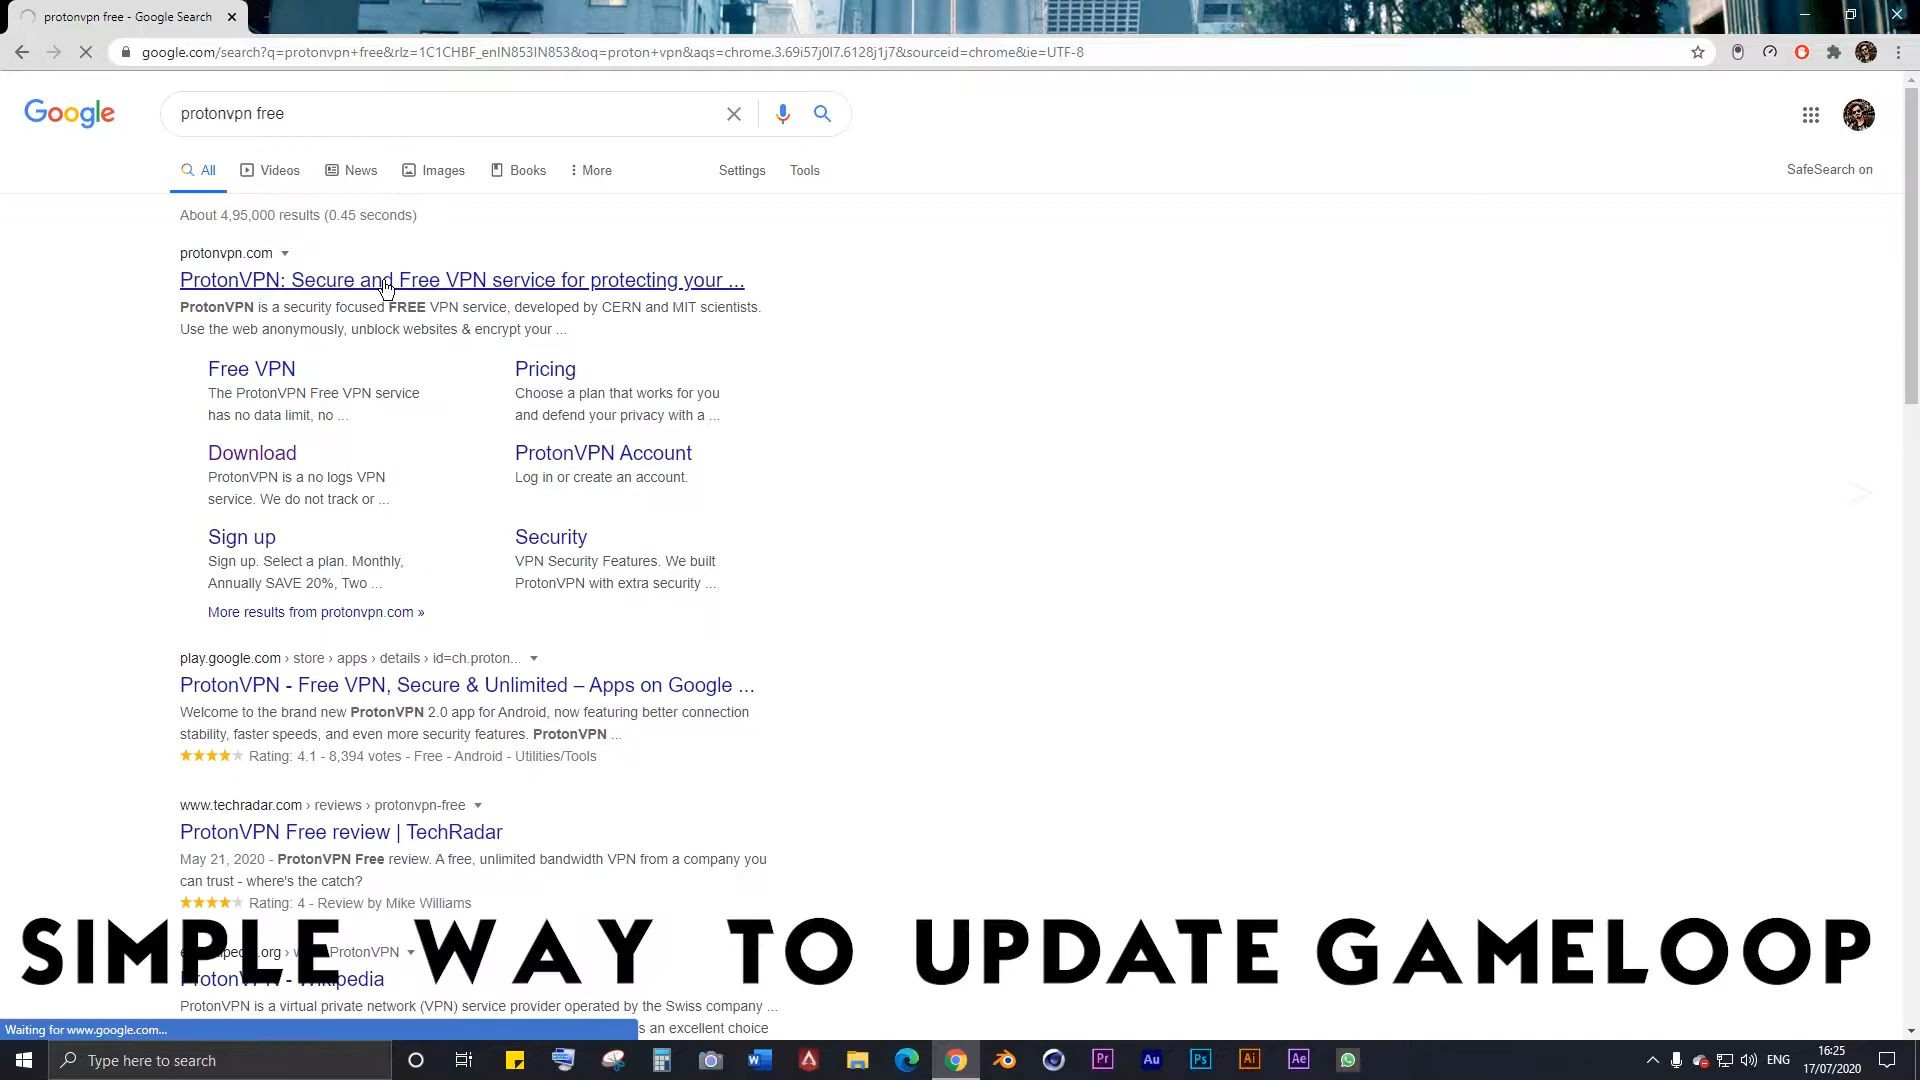 protonvpn free - Google Search
google.com/search?q=protonvpn+free&rlz=1C1CHBF_enIN853IN853&oq=proton+vpn&aqs=chrome.3.69i57j0l7.6128j1j7&sourceid=chrome&ie=UTF-8
Google
protonvpn free
All Videos News Images Books More Settings Tools
SafeSearch on
About 4,95,000 results (0.45 seconds)
protonvpn.com
ProtonVPN: Secure and Free VPN service for protecting your ...
ProtonVPN is a security focused FREE VPN service, developed by CERN and MIT scientists.
Use the web anonymously, unblock websites & encrypt your ...
Free VPN
The ProtonVPN Free VPN service
has no data limit, no ...
Pricing
Choose a plan that works for you
and defend your privacy with a ...
Download
ProtonVPN is a no logs VPN
service. We do not track or ...
ProtonVPN Account
Log in or create an account.
Sign up
Sign up. Select a plan. Monthly,
Annually SAVE 20%, Two ...
Security
VPN Security Features. We built
ProtonVPN with extra security ...
More results from protonvpn.com »
play.google.com › store › apps › details › id=ch.proton...
ProtonVPN - Free VPN, Secure & Unlimited – Apps on Google ...
Welcome to the brand new ProtonVPN 2.0 app for Android, now featuring better connection
stability, faster speeds, and even more security features. ProtonVPN ...
Rating: 4.1 - 8,394 votes - Free - Android - Utilities/Tools
www.techradar.com › reviews › protonvpn-free
ProtonVPN Free review | TechRadar
May 21, 2020 - ProtonVPN Free review. A free, unlimited bandwidth VPN from a company you
can trust - where's the catch?
Rating: 4 - Review by Mike Williams
SIMPLE WAY TO UPDATE GAMELOOP
.org › ProtonVPN
ProtonVPN - Wikipedia
ProtonVPN is a virtual private network (VPN) service provider operated by the Swiss company ...
s an excellent choice
Waiting for www.google.com...
Type here to search
ENG
16:25
17/07/2020